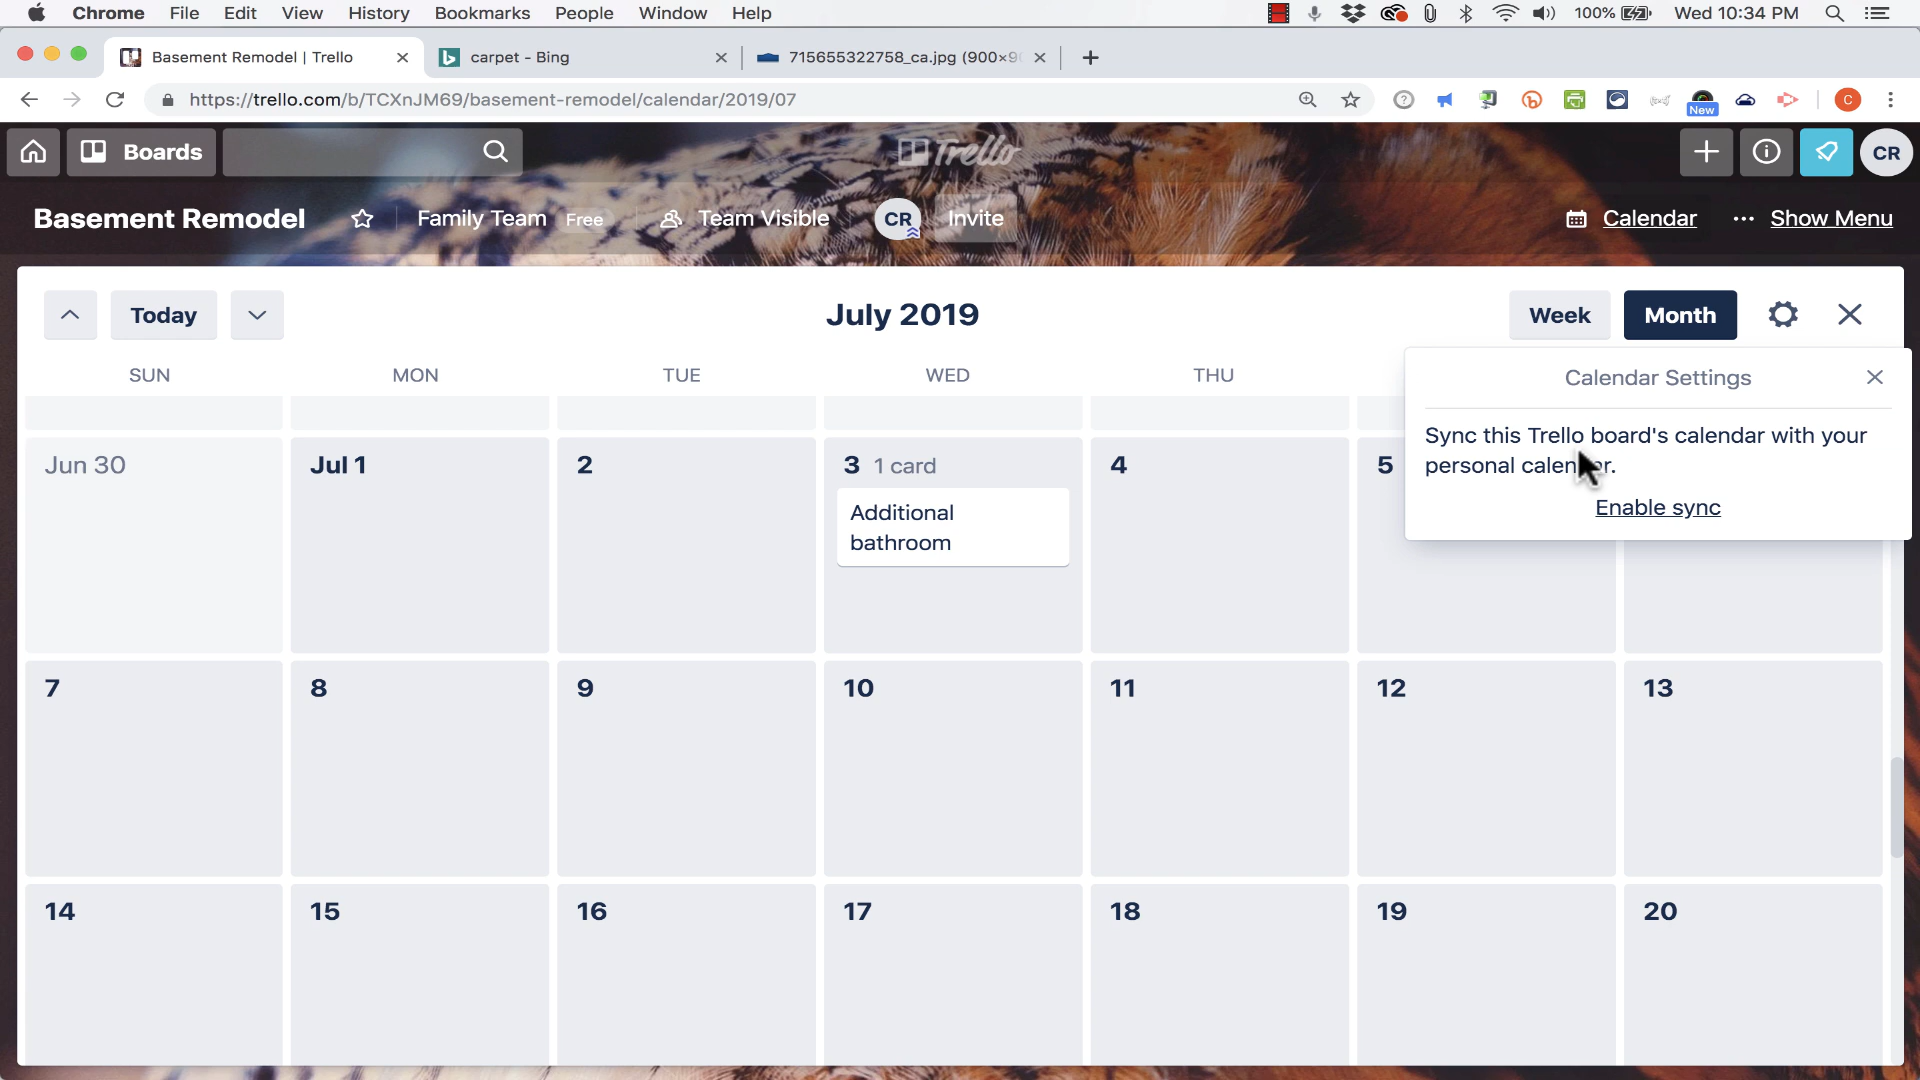 Chrome File Edit View History Bookmarks People Window Help 100% Wed 10:34 PM
Basement Remodel | Trello carpet - Bing 715655322758_ca.jpg (900×9
https://trello.com/b/TCXnJM69/basement-remodel/calendar/2019/07 New C
Boards Trello CR
Basement Remodel Family Team Free Team Visible CR Invite Calendar Show Menu
Today July 2019 Week Month
SUN MON TUE WED THU
Calendar Settings
Sync this Trello board's calendar with your
personal calendar.
Enable sync
Jun 30 Jul 1 2 3 1 card 4 5
Additional
bathroom
7 8 9 10 11 12 13
14 15 16 17 18 19 20